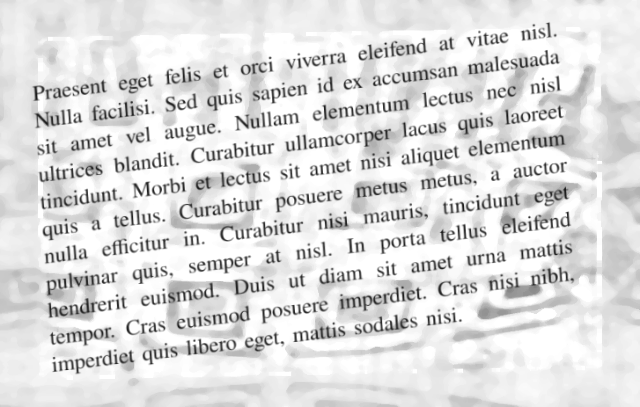 Praesent eget felis et orci viverra eleifend at vitae nisl.
Nulla facilisi. Sed quis sapien id ex accumsan malesuada
sit amet vel augue. Nullam elementum lectus nec nisl
ultrices blandit. Curabitur ullamcorper lacus quis laoreet
tincidunt. Morbi et lectus sit amet nisi aliquet elementum
quis a tellus. Curabitur posuere metus metus, a auctor
nulla efficitur in. Curabitur nisi mauris, tincidunt eget
pulvinar quis, semper at nisl. In porta tellus eleifend
hendrerit euismod. Duis ut diam sit amet urna mattis
tempor. Cras euismod posuere imperdiet. Cras nisi nibh,
imperdiet quis libero eget, mattis sodales nisi.